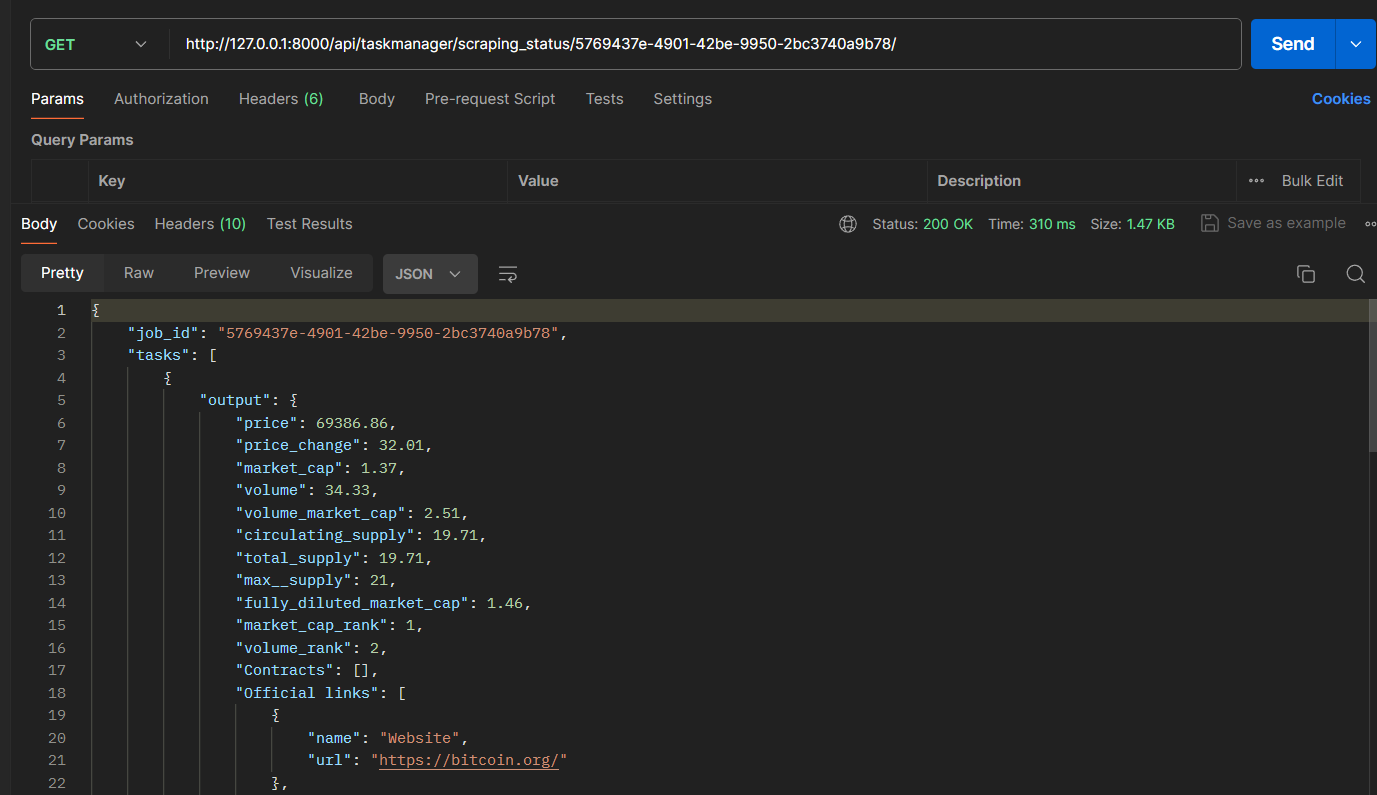 GET http://127.0.0.1:8000/api/taskmanager/scraping_status/5769437e-4901-42be-9950-2bc3740a9b78/ Send
Params Authorization Headers (6) Body Pre-request Script Tests Settings Cookies
Query Params
Key Value Description ••• Bulk Edit
Body Cookies Headers (10) Test Results Status: 200 OK Time: 310 ms Size: 1.47 KB Save as example
Pretty Raw Preview Visualize JSON
1 {
2 "job_id": "5769437e-4901-42be-9950-2bc3740a9b78",
3 "tasks": [
4 {
5 "output": {
6 "price": 69386.86,
7 "price_change": 32.01,
8 "market_cap": 1.37,
9 "volume": 34.33,
10 "volume_market_cap": 2.51,
11 "circulating_supply": 19.71,
12 "total_supply": 19.71,
13 "max__supply": 21,
14 "fully_diluted_market_cap": 1.46,
15 "market_cap_rank": 1,
16 "volume_rank": 2,
17 "Contracts": [],
18 "Official links": [
19 {
20 "name": "Website",
21 "url": "https://bitcoin.org/"
22 },